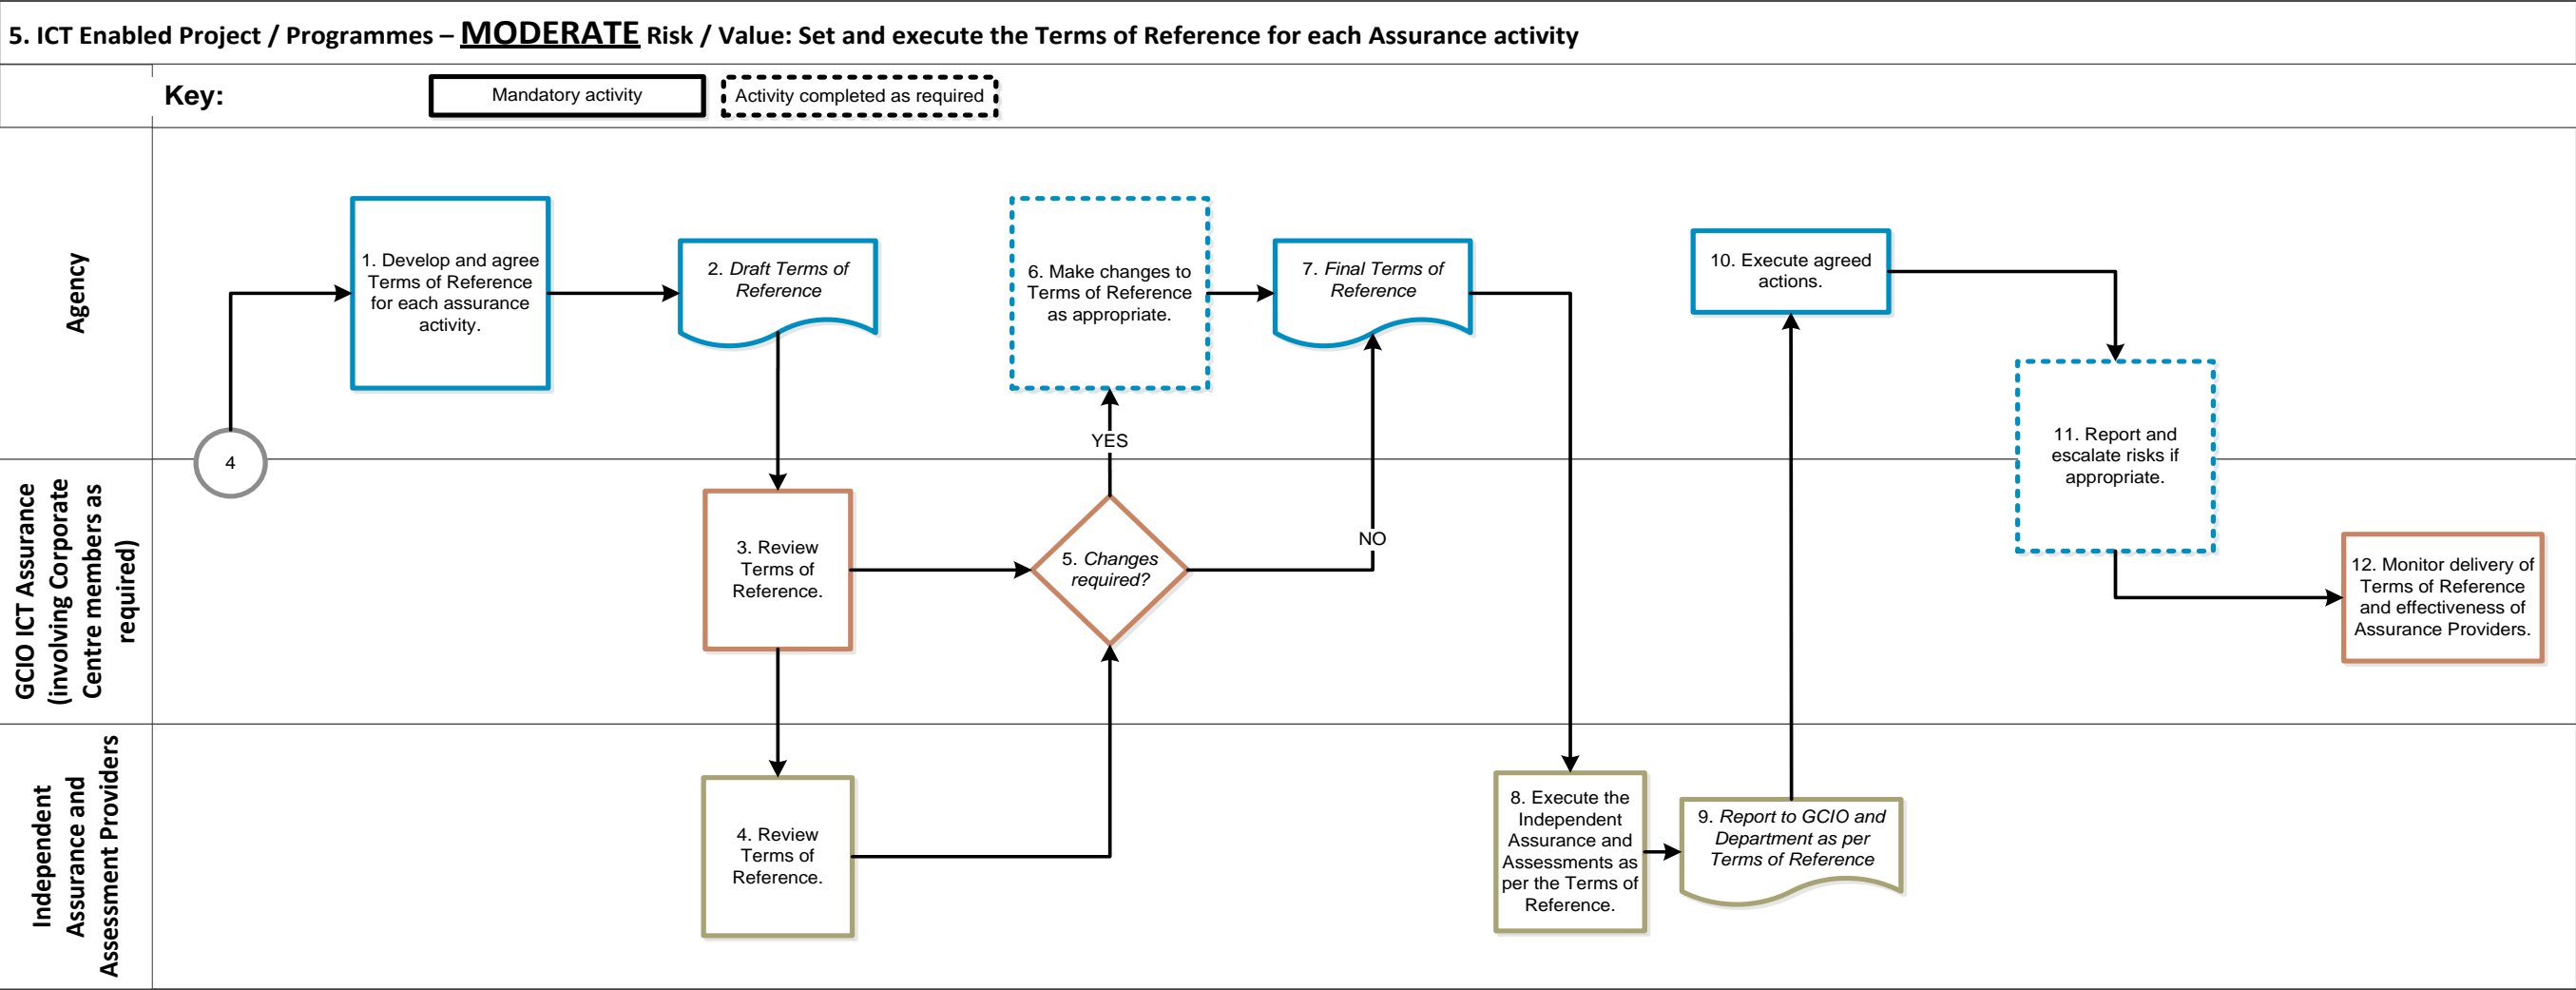 5. ICT Enabled Project / Programmes – MODERATE Risk / Value: Set and execute the Terms of Reference for each Assurance activity
Key:
Mandatory activity
Activity completed as required
Agency
1. Develop and agree
Terms of Reference
for each assurance
activity.
2. Draft Terms of
Reference
6. Make changes to
Terms of Reference
as appropriate.
7. Final Terms of
Reference
10. Execute agreed
actions.
11. Report and
escalate risks if
appropriate.
YES
4
GCIO ICT Assurance
(involving Corporate
Centre members as
required)
3. Review
Terms of
Reference.
5. Changes
required?
NO
12. Monitor delivery of
Terms of Reference
and effectiveness of
Assurance Providers.
Independent
Assurance and
Assessment Providers
4. Review
Terms of
Reference.
8. Execute the
Independent
Assurance and
Assessments as
per the Terms of
Reference.
9. Report to GCIO and
Department as per
Terms of Reference